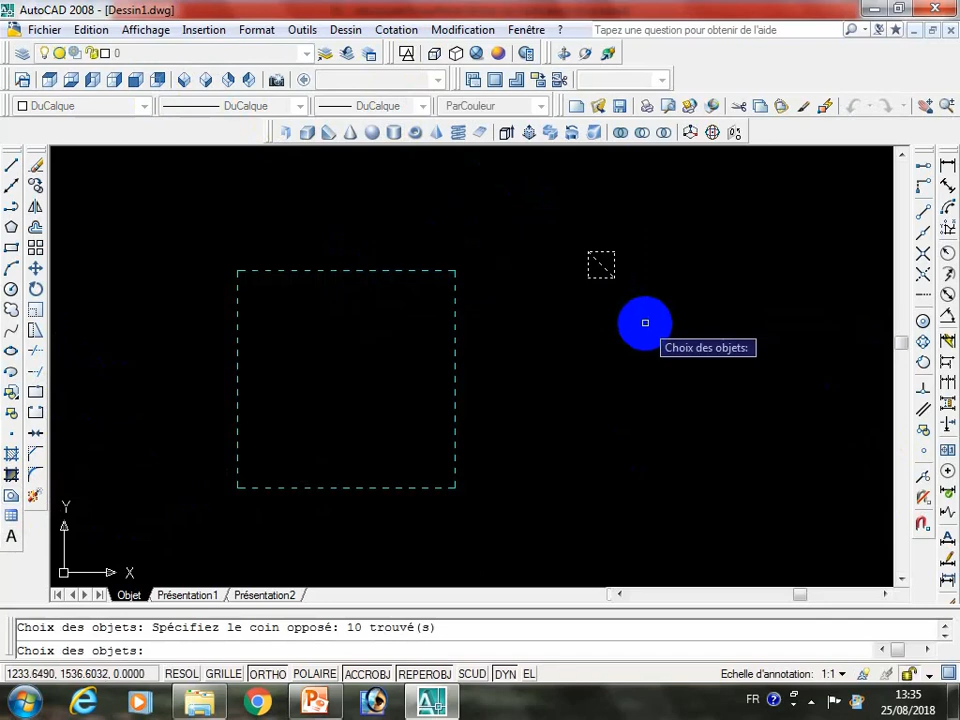 AutoCAD 2008 - [Dessin1.dwg]
Fichier Edition Affichage Insertion Format Outils Dessin Cotation Modification Fenêtre ? Tapez une question pour obtenir de l'aide
0
DuCalque DuCalque DuCalque ParCouleur
Choix des objets:
Y
X
A
Objet Présentation1 Présentation2
Choix des objets: Spécifiez le coin opposé: 10 trouvé(s)
Choix des objets:
1233.6490, 1536.6032, 0.0000 RESOL GRILLE ORTHO POLAIRE ACCROBJ REPEROBJ SCUD DYN EL Echelle d'annotation: 1:1
FR 13:35
25/08/2018